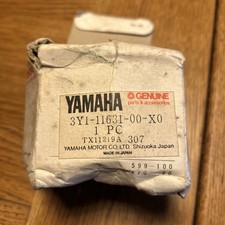 YAMAHA
GENUINE
parts & accessories
3Y1-11631-00-X0
1 PC
TX11219A 307
YAMAHA MOTOR CO., LTD. Shizuoka Japan
MADE IN JAPAN
599-100